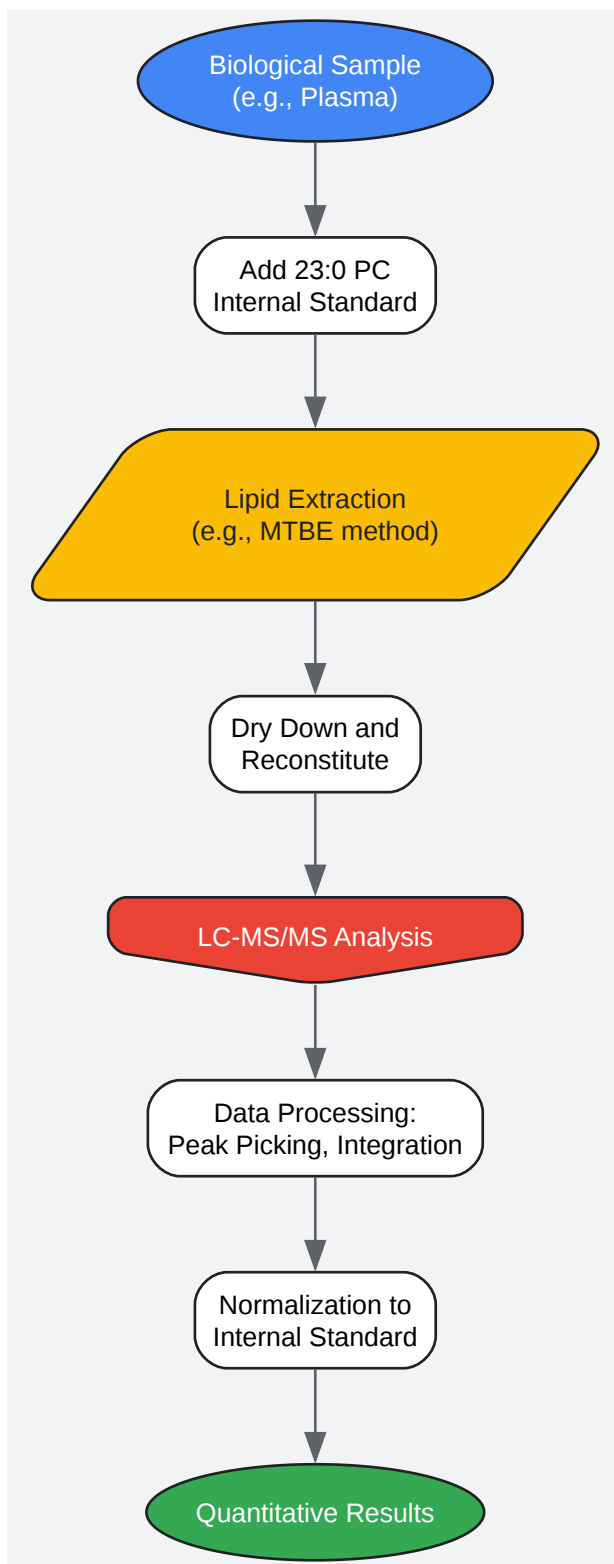 Biological Sample
(e.g., Plasma)
Add 23:0 PC
Internal Standard
Lipid Extraction
(e.g., MTBE method)
Dry Down and
Reconstitute
LC-MS/MS Analysis
Data Processing:
Peak Picking, Integration
Normalization to
Internal Standard
Quantitative Results